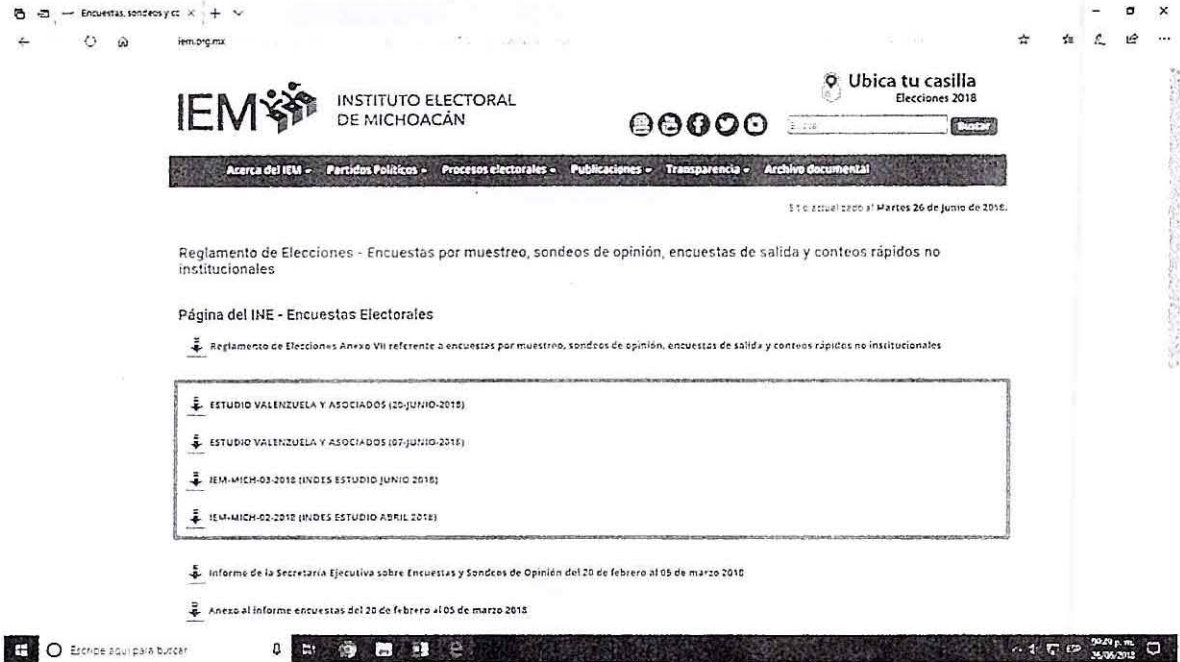 Encuestas, sondeos y cc
iem.org.mx
IEM
INSTITUTO ELECTORAL
DE MICHOACÁN
Ubica tu casilla
Elecciones 2018
Buscar
Acerca del IEM
Partidos Políticos
Procesos electorales
Publicaciones
Transparencia
Archivo documental
Sitio actualizado al Martes 26 de Junio de 2018.
Reglamento de Elecciones - Encuestas por muestreo, sondeos de opinión, encuestas de salida y conteos rápidos no
institucionales
Página del INE - Encuestas Electorales
Reglamento de Elecciones Anexo VII referente a encuestas por muestreo, sondeos de opinión, encuestas de salida y conteos rápidos no institucionales
ESTUDIO VALENZUELA Y ASOCIADOS (20-JUNIO-2018)
ESTUDIO VALENZUELA Y ASOCIADOS (07-JUNIO-2018)
IEM-MICH-03-2018 (INDES ESTUDIO JUNIO 2018)
IEM-MICH-02-2018 (INDES ESTUDIO ABRIL 2018)
Informe de la Secretaría Ejecutiva sobre Encuestas y Sondeos de Opinión del 20 de febrero al 05 de marzo 2018
Anexo al informe encuestas del 20 de febrero al 05 de marzo 2018
Escribe aquí para buscar
ESP
p. m.